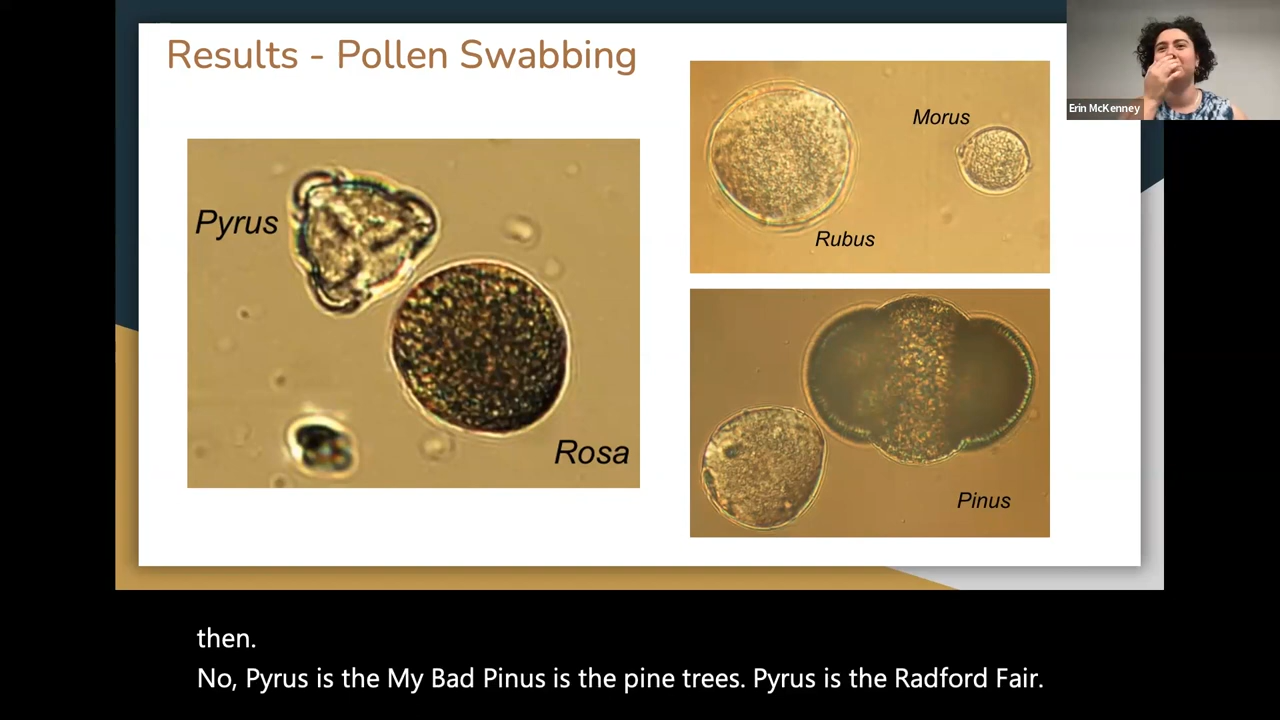 Results - Pollen Swabbing
Pyrus
Rosa
Morus
Rubus
Pinus
Erin McKenney
then.
No, Pyrus is the My Bad Pinus is the pine trees. Pyrus is the Radford Fair.